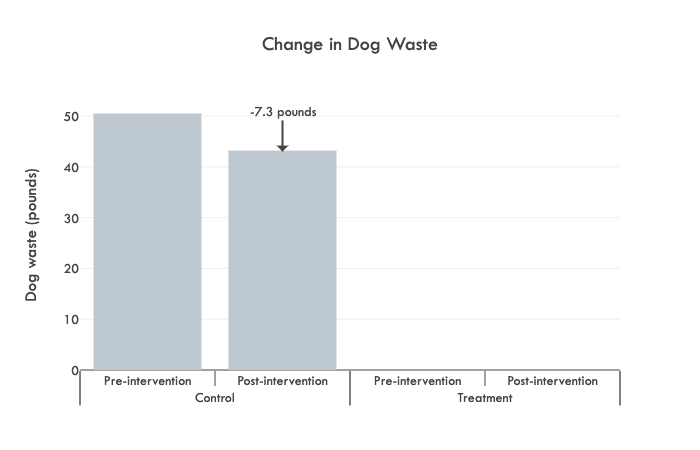 Change in Dog Waste
-7.3 pounds
Dog waste (pounds)
50
40
30
20
10
0
Pre-intervention Post-intervention Pre-intervention Post-intervention
Control Treatment